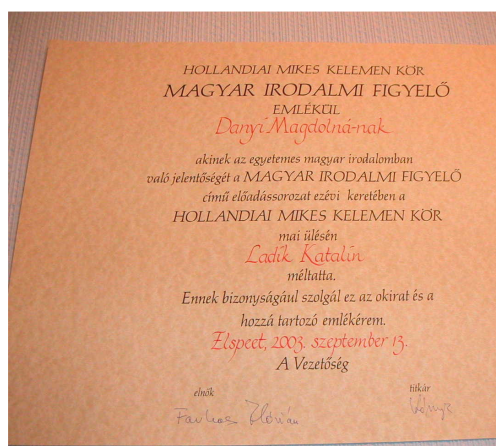 HOLLANDIAI MIKES KELEMEN KÖR
MAGYAR IRODALMI FIGYELŐ
EMLÉKÜL
Danyi Magdolná-nak
akinek az egyetemes magyar irodalomban
való jelentőségét a MAGYAR IRODALMI FIGYELŐ
című előadássorozat ezévi keretében a
HOLLANDIAI MIKES KELEMEN KÖR
mai ülésén
Ladik Katalin
méltatta.
Ennek bizonyságául szolgál ez az okirat és a
hozzá tartozó emlékérem.
Elspeet, 2003. szeptember 13.
A Vezetőség
elnök titkár
Flórián